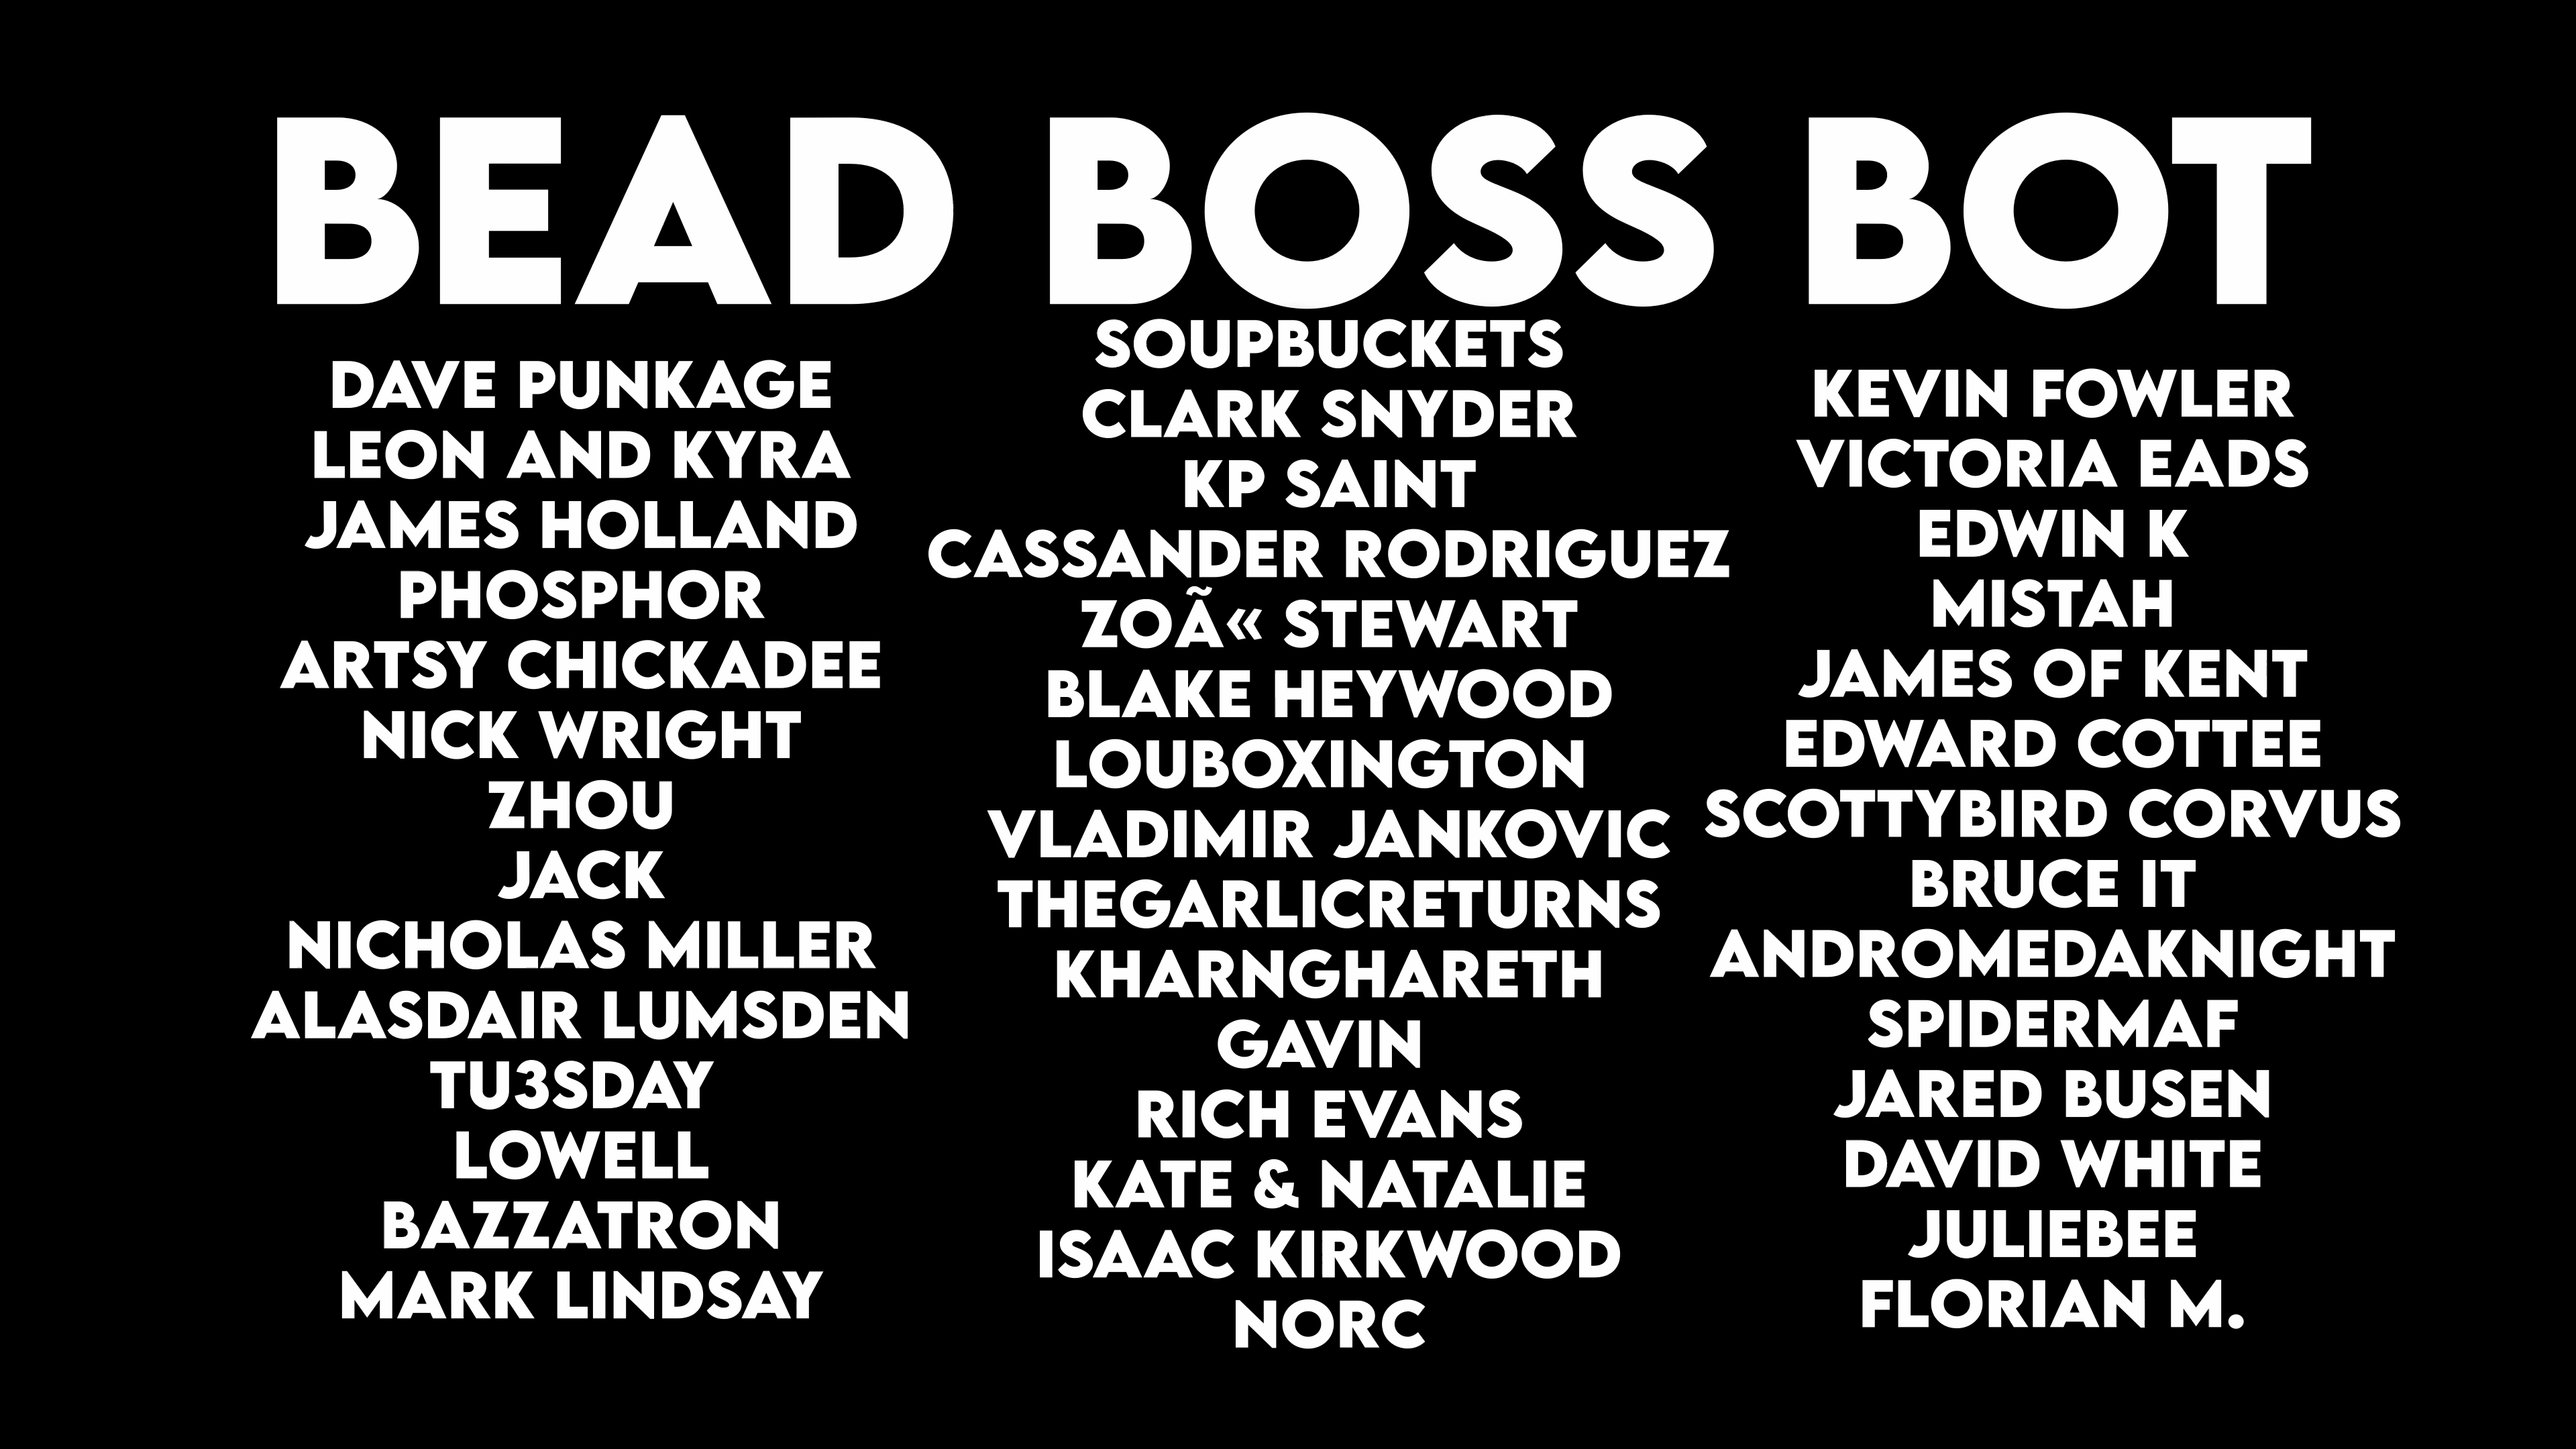 BEAD BOSS BOT
DAVE PUNKAGE
LEON AND KYRA
JAMES HOLLAND
PHOSPHOR
ARTSY CHICKADEE
NICK WRIGHT
ZHOU
JACK
NICHOLAS MILLER
ALASDAIR LUMSDEN
TU3SDAY
LOWELL
BAZZATRON
MARK LINDSAY
SOUPBUCKETS
CLARK SNYDER
KP SAINT
CASSANDER RODRIGUEZ
ZOÃ« STEWART
BLAKE HEYWOOD
LOUBOXINGTON
VLADIMIR JANKOVIC
THEGARLICRETURNS
KHARNGHARETH
GAVIN
RICH EVANS
KATE & NATALIE
ISAAC KIRKWOOD
NORC
KEVIN FOWLER
VICTORIA EADS
EDWIN K
MISTAH
JAMES OF KENT
EDWARD COTTEE
SCOTTYBIRD CORVUS
BRUCE IT
ANDROMEDAKNIGHT
SPIDERMAF
JARED BUSEN
DAVID WHITE
JULIEBEE
FLORIAN M.